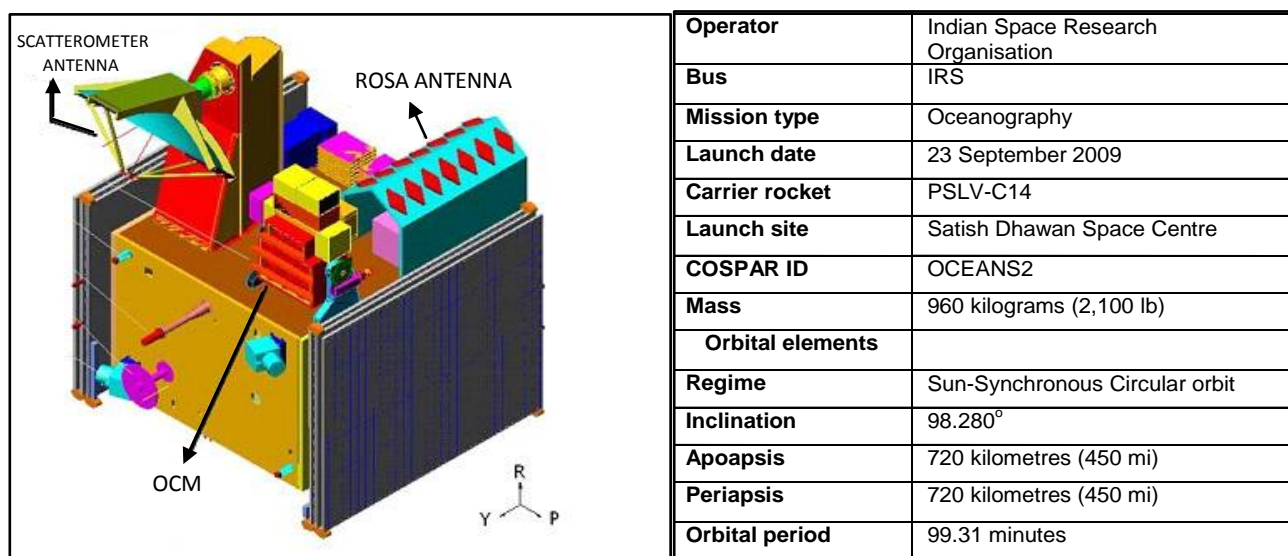 SCATTEROMETER
ANTENNA
ROSA ANTENNA
OCM
R
Y
P
Operator Indian Space Research
Organisation
Bus IRS
Mission type Oceanography
Launch date 23 September 2009
Carrier rocket PSLV-C14
Launch site Satish Dhawan Space Centre
COSPAR ID OCEANS2
Mass 960 kilograms (2,100 lb)
Orbital elements
Regime Sun-Synchronous Circular orbit
Inclination 98.280°
Apoapsis 720 kilometres (450 mi)
Periapsis 720 kilometres (450 mi)
Orbital period 99.31 minutes